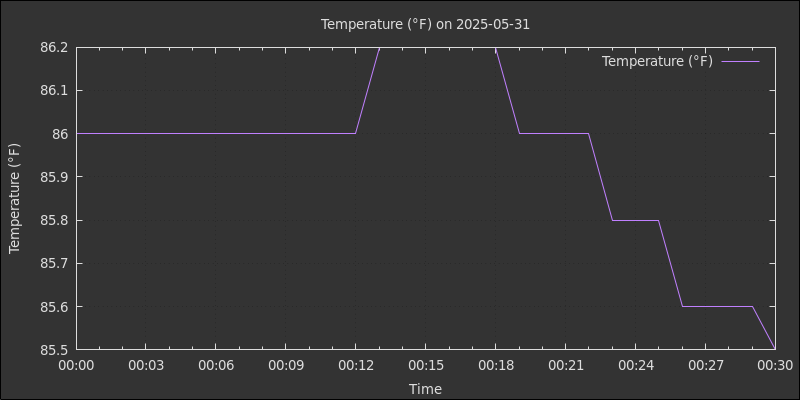 Temperature (°F) on 2025-05-31
Temperature (°F)
86.2
86.1
86
85.9
85.8
85.7
85.6
85.5
Temperature (°F)
00:00 00:03 00:06 00:09 00:12 00:15 00:18 00:21 00:24 00:27 00:30
Time